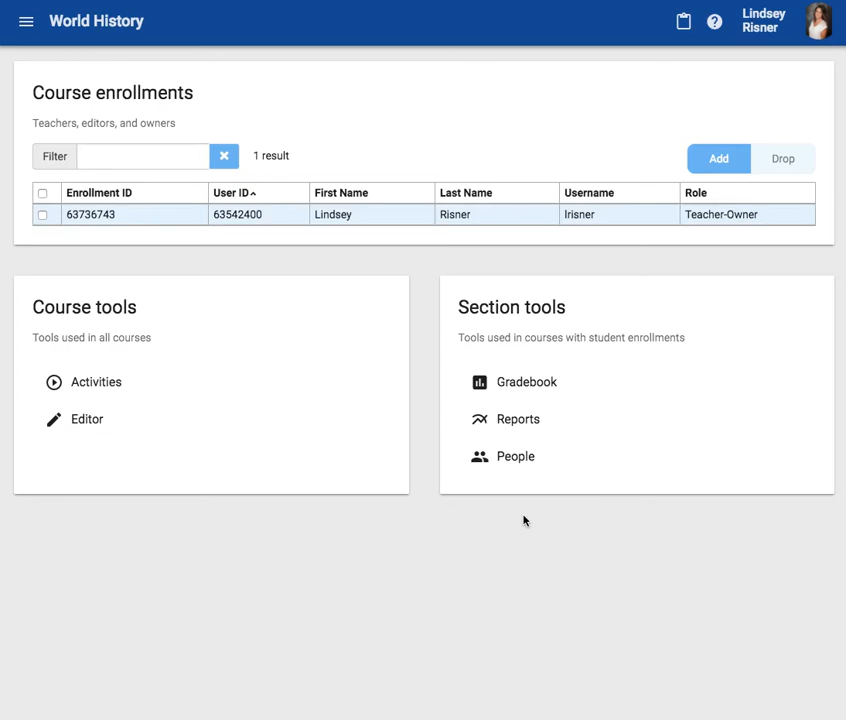 World History
Lindsey
Risner
Course enrollments
Teachers, editors, and owners
Filter
1 result
Add
Drop
Enrollment ID
User ID
First Name
Last Name
Username
Role
63736743
63542400
Lindsey
Risner
lrisner
Teacher-Owner
Course tools
Tools used in all courses
Activities
Editor
Section tools
Tools used in courses with student enrollments
Gradebook
Reports
People